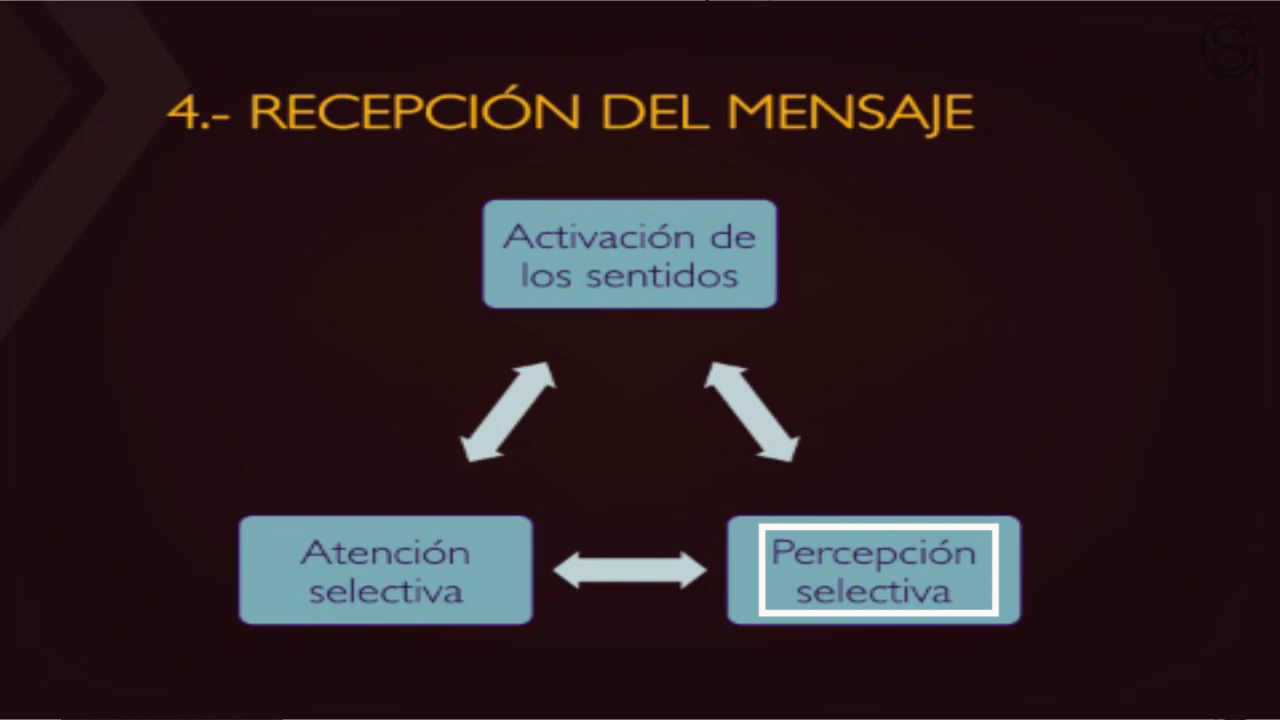 4.- RECEPCIÓN DEL MENSAJE
Activación de
los sentidos
Atención
selectiva
Percepción
selectiva